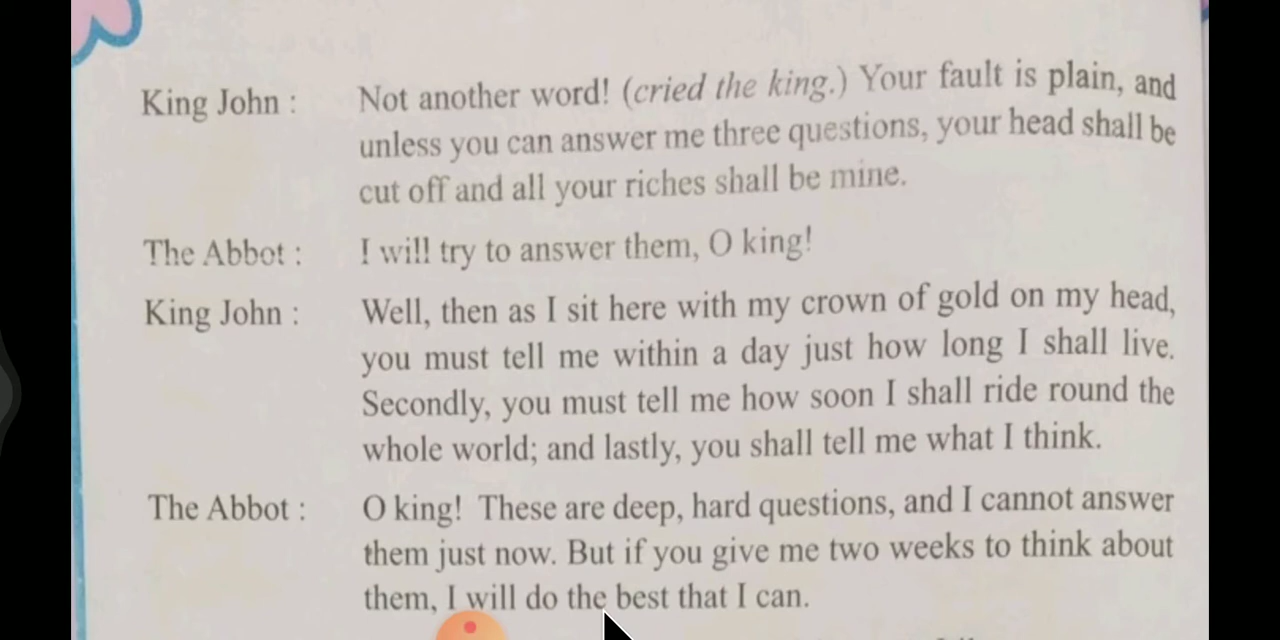 King John : Not another word! (cried the king.) Your fault is plain, and
unless you can answer me three questions, your head shall be
cut off and all your riches shall be mine.
The Abbot : I will try to answer them, O king!
King John : Well, then as I sit here with my crown of gold on my head,
you must tell me within a day just how long I shall live.
Secondly, you must tell me how soon I shall ride round the
whole world; and lastly, you shall tell me what I think.
The Abbot : O king! These are deep, hard questions, and I cannot answer
them just now. But if you give me two weeks to think about
them, I will do the best that I can.